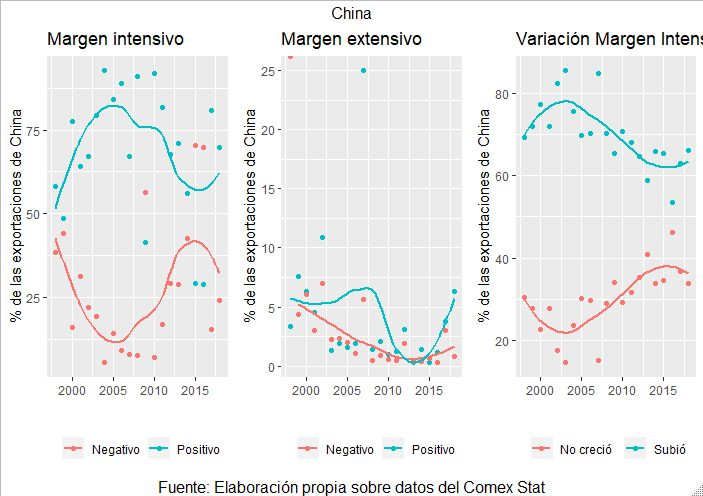 China
Margen intensivo
Margen extensivo
Variación Margen Intens
% de las exportaciones de China
75
50
25
2000 2005 2010 2015
Negativo Positivo
% de las exportaciones de China
25
20
15
10
5
0
2000 2005 2010 2015
Negativo Positivo
% de las exportaciones de China
80
60
40
20
2000 2005 2010 2015
No creció Subió
Fuente: Elaboración propia sobre datos del Comex Stat